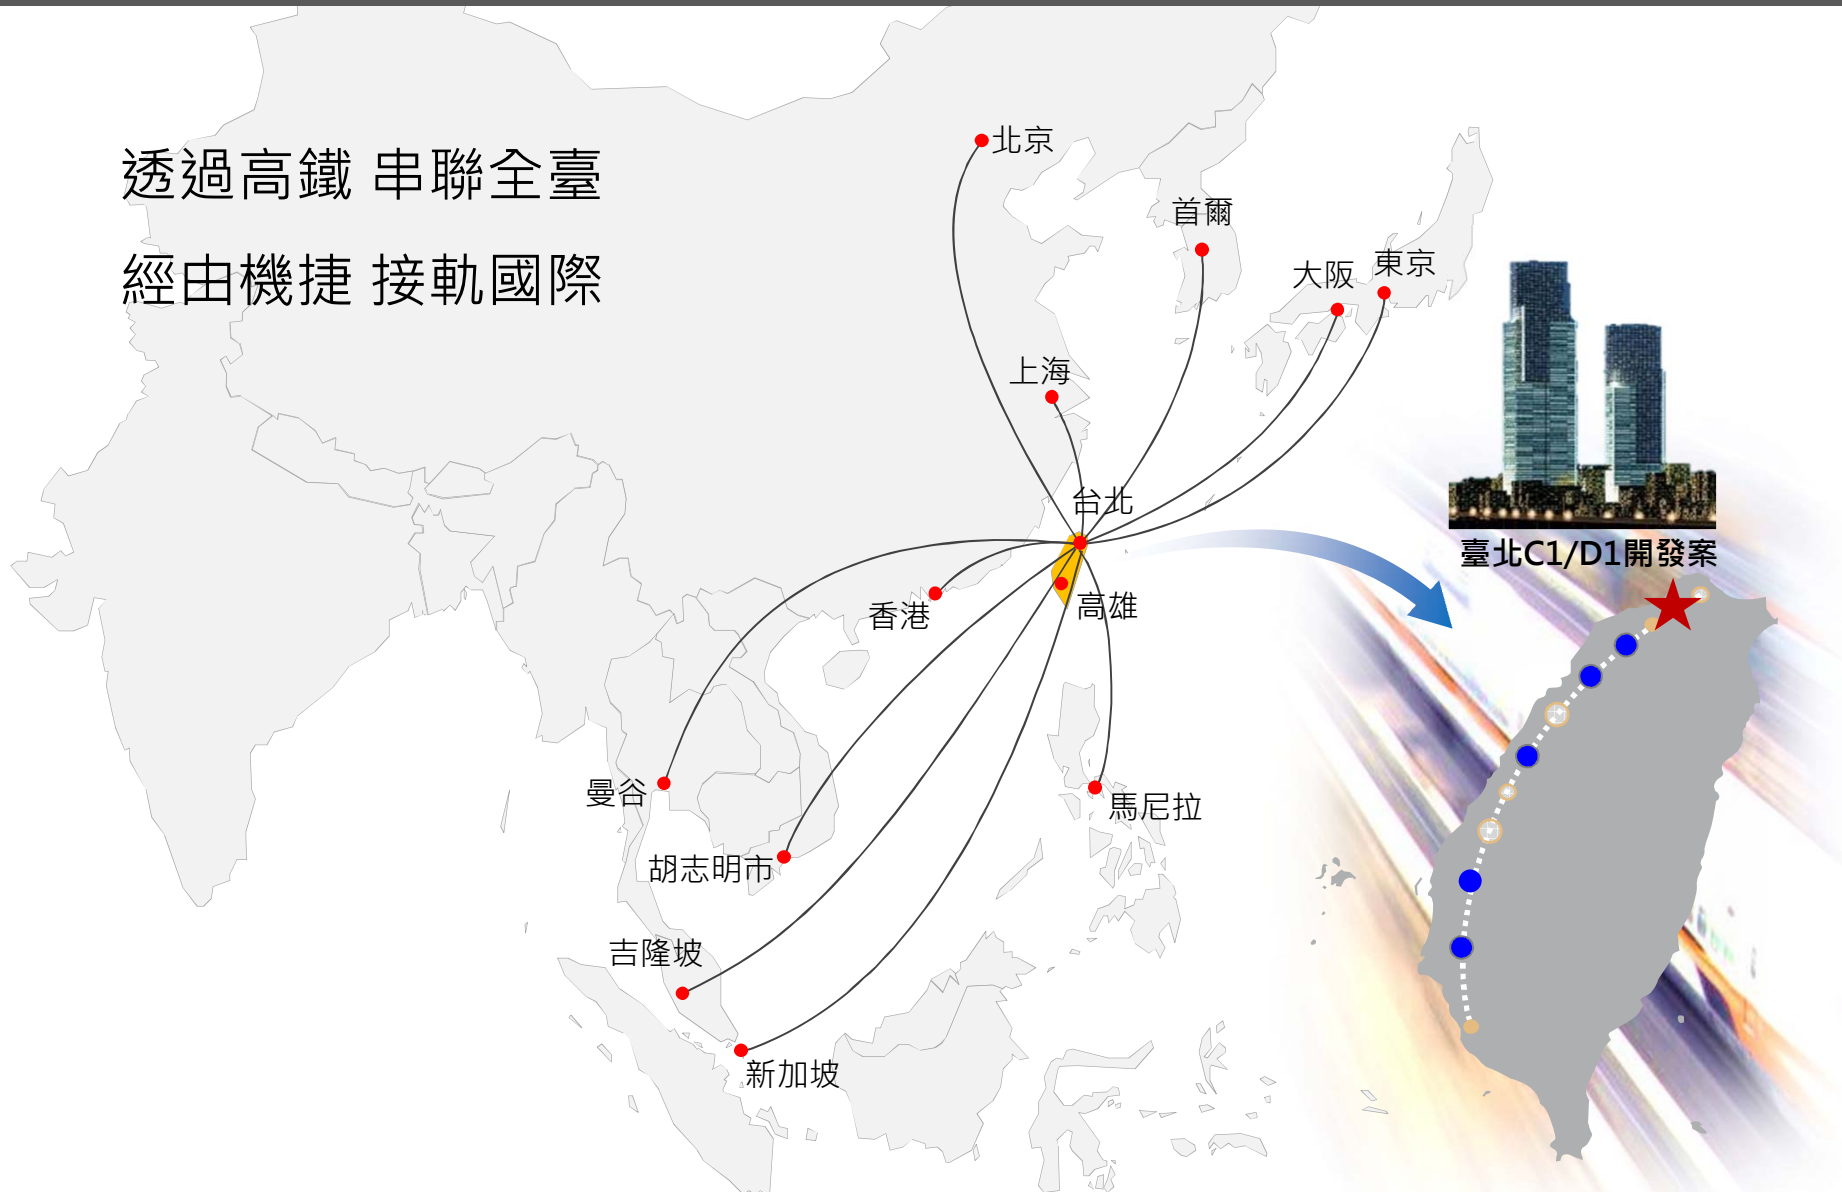 透過高鐵 串聯全臺
經由機捷 接軌國際
北京
首爾
大阪
東京
上海
台北
臺北C1/D1開發案
香港
高雄
曼谷
馬尼拉
胡志明市
吉隆坡
新加坡